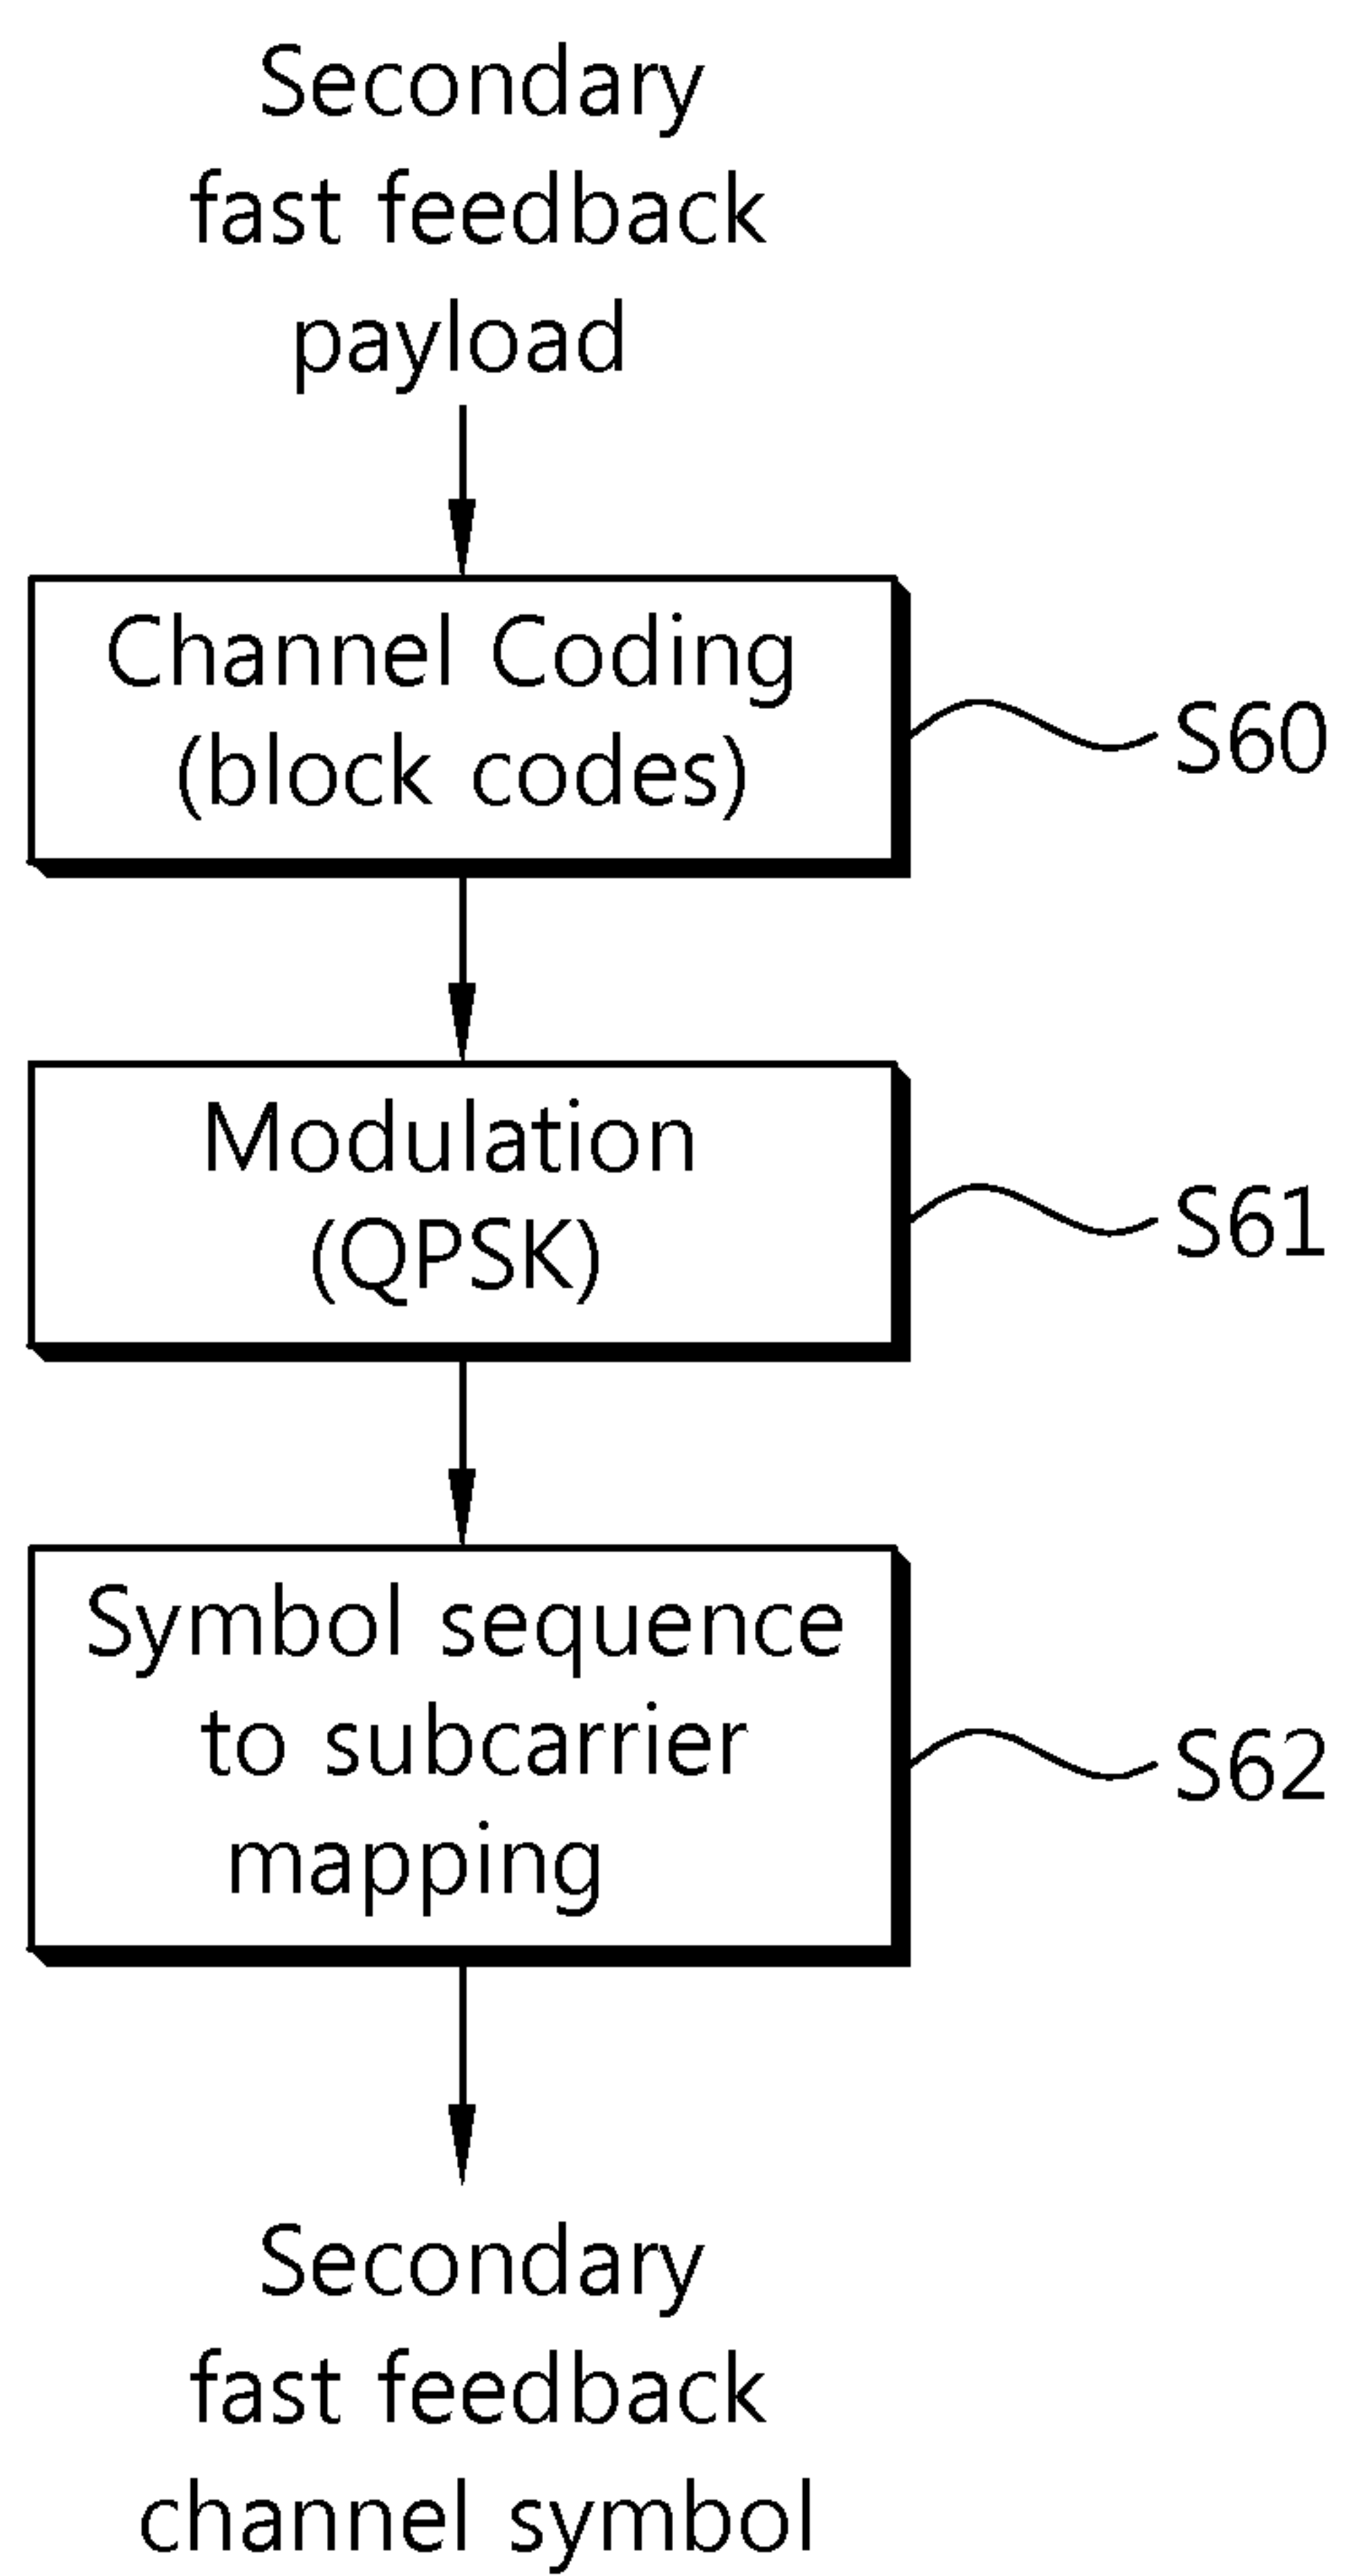 Secondary
fast feedback
payload
Channel Coding
(block codes)
S60
Modulation
(QPSK)
S61
Symbol sequence
to subcarrier
mapping
S62
Secondary
fast feedback
channel symbol